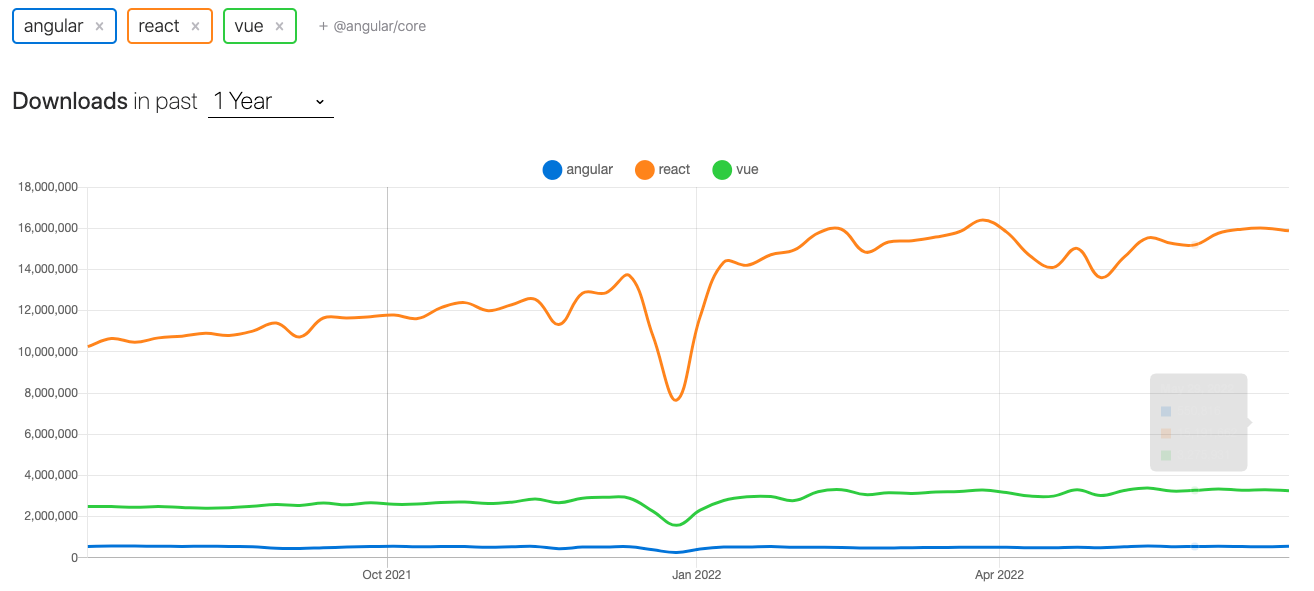 angular × react × vue × + @angular/core
Downloads in past 1 Year
angular react vue
18,000,000
16,000,000
14,000,000
12,000,000
10,000,000
8,000,000
6,000,000
4,000,000
2,000,000
0
Oct 2021 Jan 2022 Apr 2022